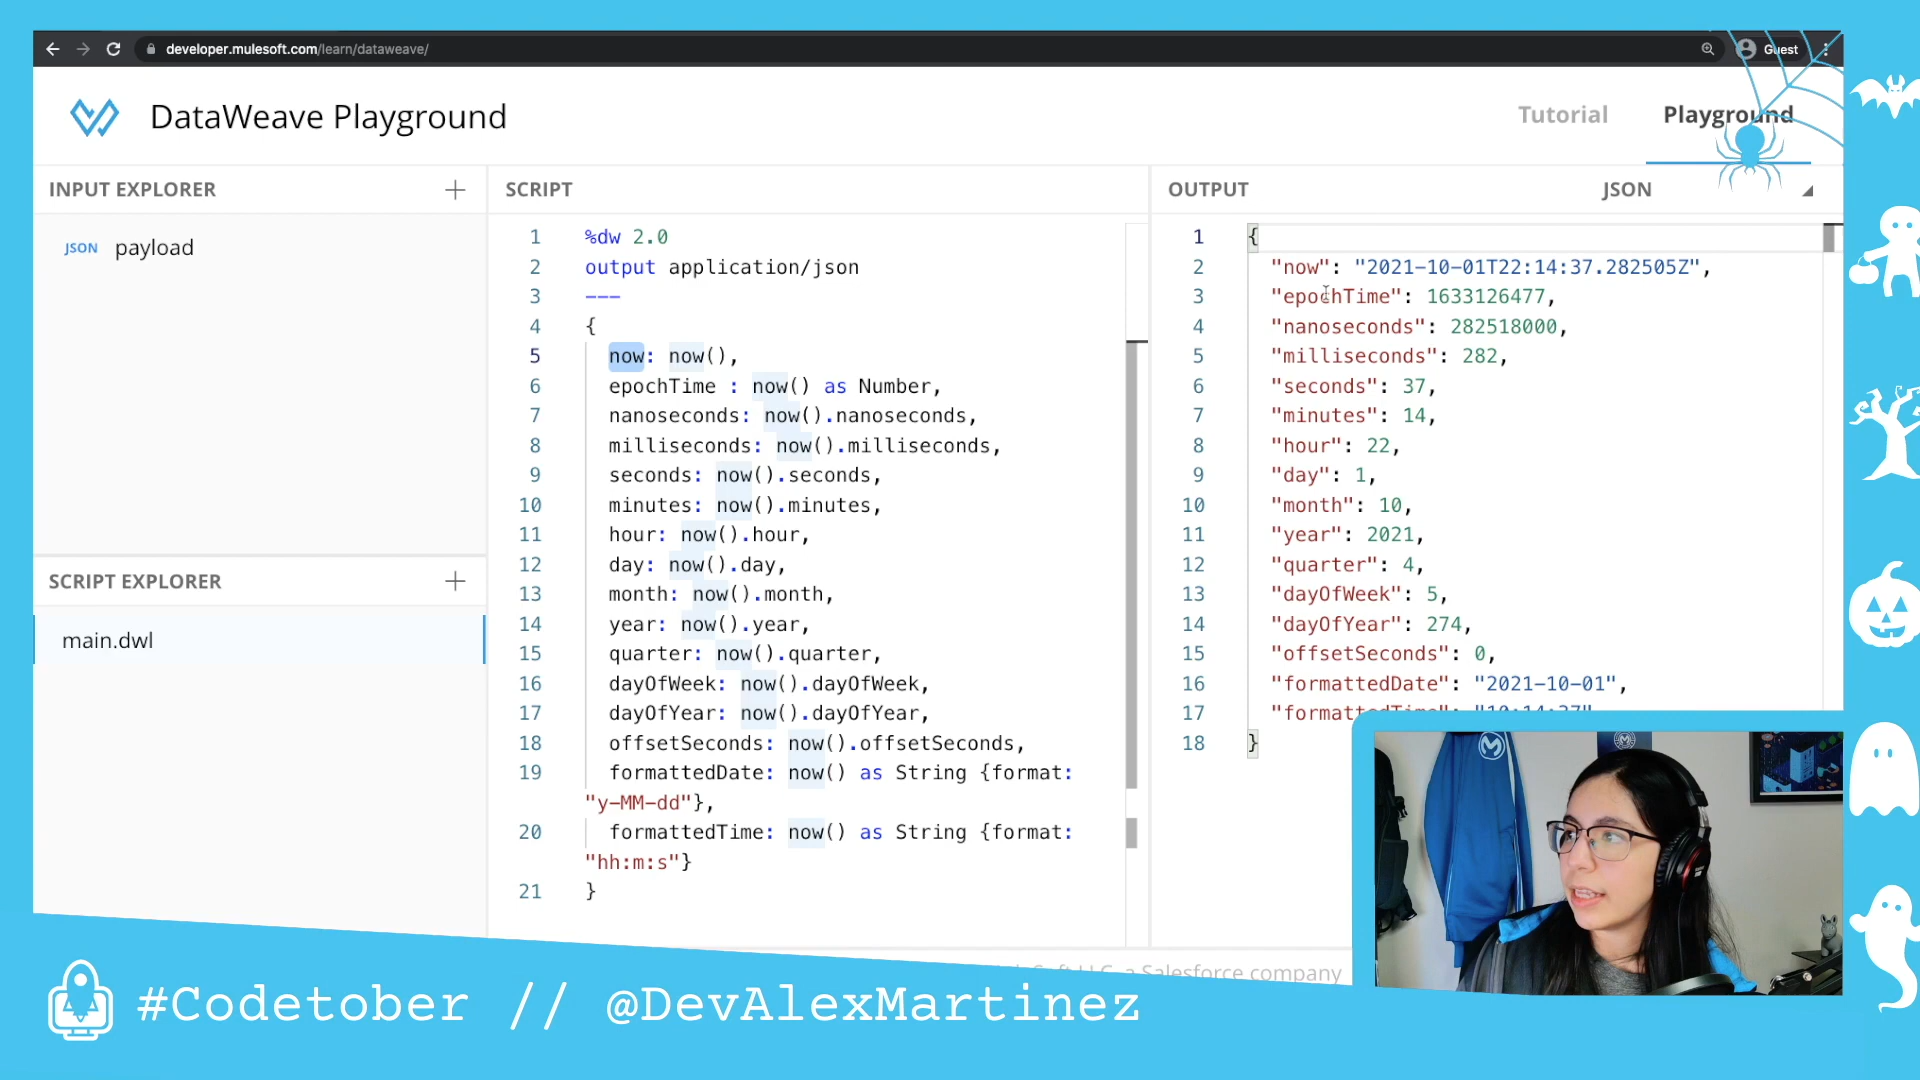 developer.mulesoft.com/learn/dataweave/
Guest
DataWeave Playground
Tutorial
Playground
INPUT EXPLORER
JSON payload
SCRIPT EXPLORER
main.dwl
SCRIPT
1 %dw 2.0
2 output application/json
3 ---
4 {
5 now: now(),
6 epochTime : now() as Number,
7 nanoseconds: now().nanoseconds,
8 milliseconds: now().milliseconds,
9 seconds: now().seconds,
10 minutes: now().minutes,
11 hour: now().hour,
12 day: now().day,
13 month: now().month,
14 year: now().year,
15 quarter: now().quarter,
16 dayOfWeek: now().dayOfWeek,
17 dayOfYear: now().dayOfYear,
18 offsetSeconds: now().offsetSeconds,
19 formattedDate: now() as String {format:
"y-MM-dd"},
20 formattedTime: now() as String {format:
"hh:m:s"}
21 }
OUTPUT
JSON
1 {
2 "now": "2021-10-01T22:14:37.282505Z",
3 "epochTime": 1633126477,
4 "nanoseconds": 282518000,
5 "milliseconds": 282,
6 "seconds": 37,
7 "minutes": 14,
8 "hour": 22,
9 "day": 1,
10 "month": 10,
11 "year": 2021,
12 "quarter": 4,
13 "dayOfWeek": 5,
14 "dayOfYear": 274,
15 "offsetSeconds": 0,
16 "formattedDate": "2021-10-01",
17 "formattedTime": "10:14:37"
18 }
LLC, a Salesforce company
#Codetober // @DevAlexMartinez